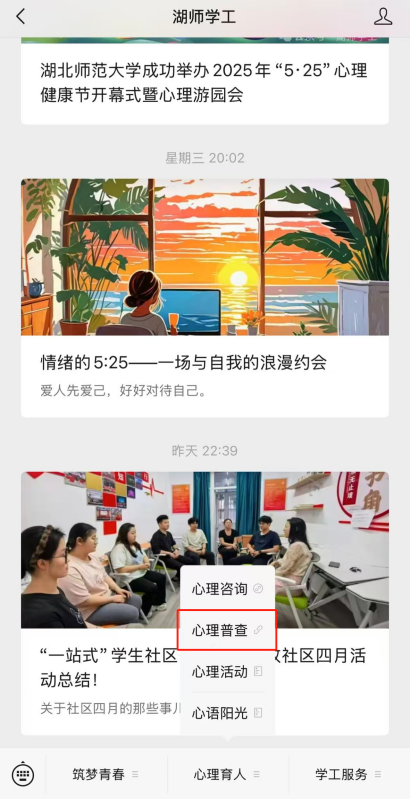 湖师学工
湖北师范大学成功举办2025年“5·25”心理
健康节开幕式暨心理游园会
星期三 20:02
情绪的5:25——一场与自我的浪漫约会
爱人先爱己，好好对待自己。
昨天 22:39
心理咨询
心理普查
心理活动
心语阳光
“一站式”学生社区
社区四月活
动总结！
关于社区四月的那些事儿
筑梦青春
心理育人
学工服务